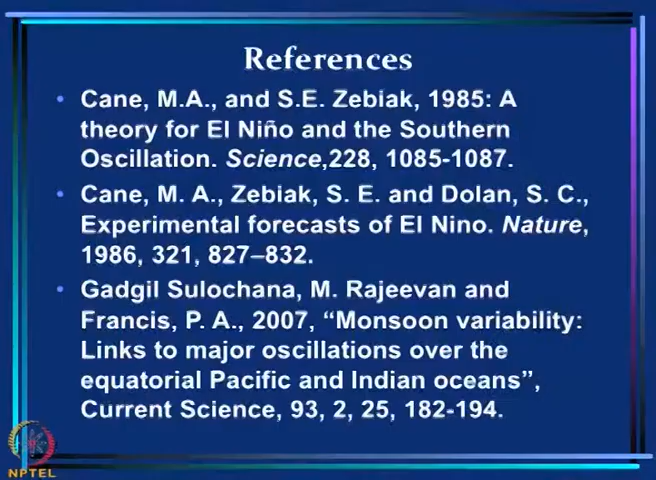 References
• Cane, M.A., and S.E. Zebiak, 1985: A
theory for El Niño and the Southern
Oscillation. Science,228, 1085-1087.
• Cane, M. A., Zebiak, S. E. and Dolan, S. C.,
Experimental forecasts of El Nino. Nature,
1986, 321, 827–832.
• Gadgil Sulochana, M. Rajeevan and
Francis, P. A., 2007, “Monsoon variability:
Links to major oscillations over the
equatorial Pacific and Indian oceans”,
Current Science, 93, 2, 25, 182-194.
NPTEL